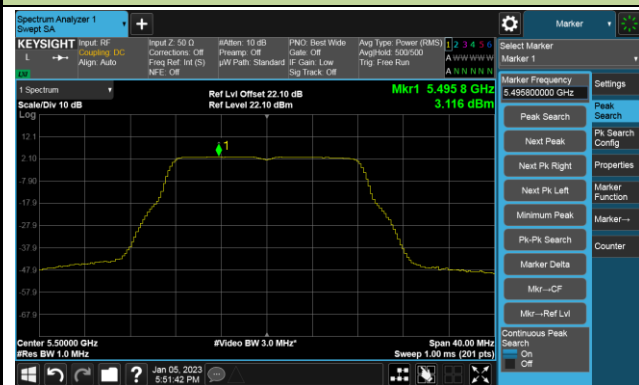 Spectrum Analyzer 1
Swept SA
Marker
KEYSIGHT
Input: RF
Coupling: DC
Align: Auto
Input Z: 50 Ω
Corrections: Off
Freq Ref: Int (S)
NFE: Off
#Atten: 10 dB
Preamp: Off
µW Path: Standard
PNO: Best Wide
Gate: Off
IF Gain: Low
Sig Track: Off
Avg Type: Power (RMS)
Avg|Hold: 500/500
Trig: Free Run
1 2 3 4 5 6
A W W W W W
A N N N N N
L
LW
Select Marker
Marker 1
1 Spectrum
Scale/Div 10 dB
Ref Lvl Offset 22.10 dB
Ref Level 22.10 dBm
Mkr1 5.495 8 GHz
3.116 dBm
Log
12.1
2.10
-7.90
-17.9
-27.9
-37.9
-47.9
-57.9
-67.9
1
Center 5.50000 GHz
#Res BW 1.0 MHz
#Video BW 3.0 MHz*
Span 40.00 MHz
Sweep 1.00 ms (201 pts)
Marker Frequency
5.495800000 GHz
Peak Search
Next Peak
Next Pk Right
Next Pk Left
Minimum Peak
Pk-Pk Search
Marker Delta
Mkr→CF
Mkr→Ref Lvl
Continuous Peak
Search
On
Off
Settings
Peak
Search
Pk Search
Config
Properties
Marker
Function
Marker→
Counter
Jan 05, 2023
5:51:42 PM